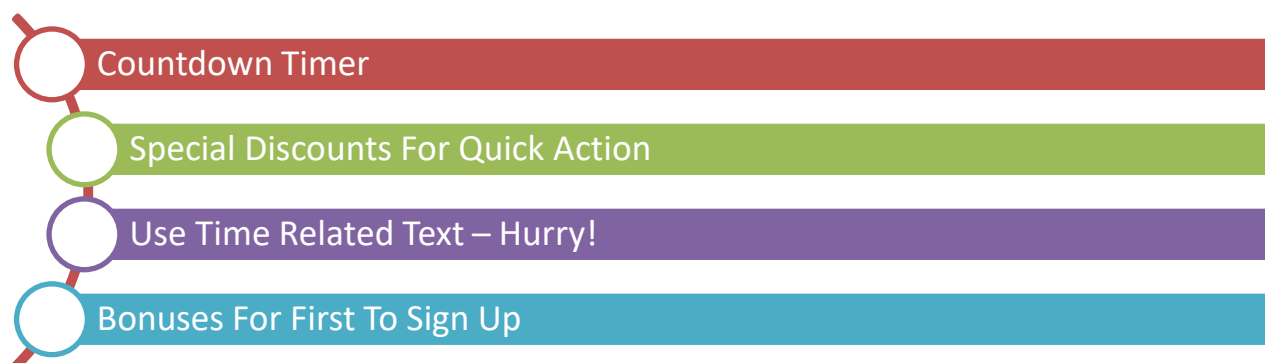 Countdown Timer
Special Discounts For Quick Action
Use Time Related Text – Hurry!
Bonuses For First To Sign Up